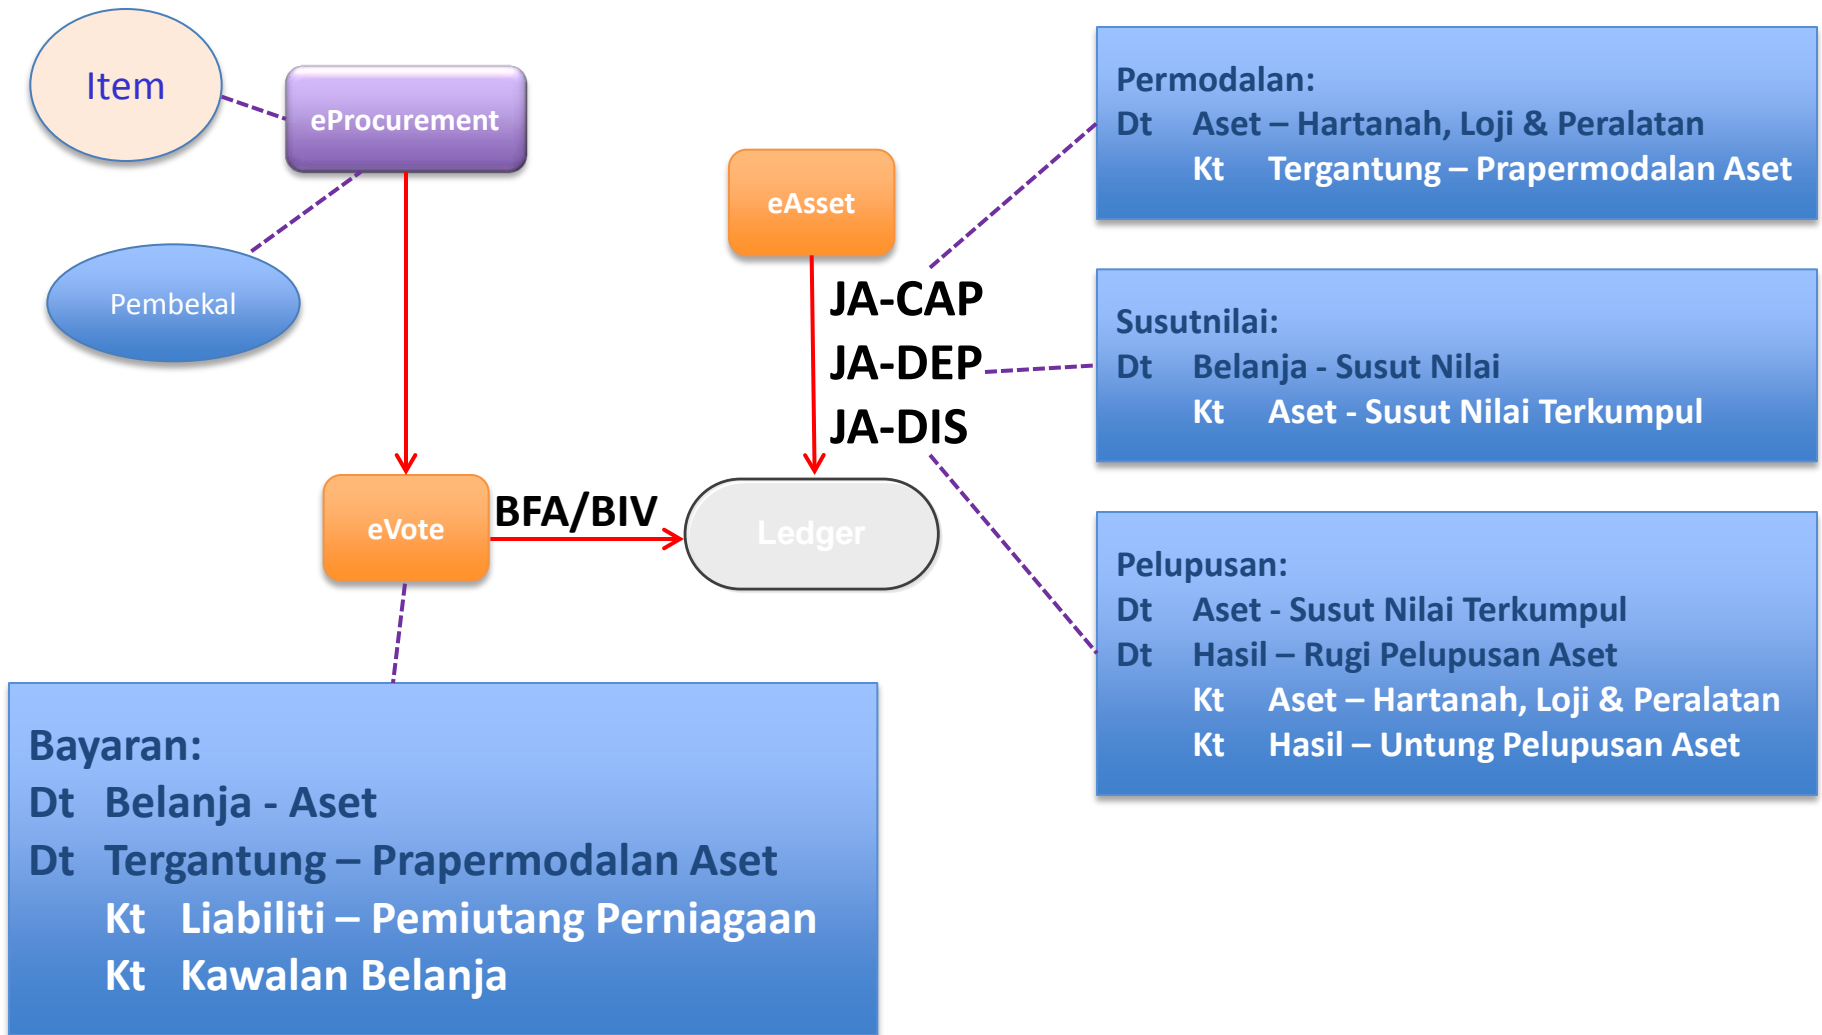 Item
eProcurement
Pembekal
eAsset
JA-CAP
JA-DEP
JA-DIS
eVote
BFA/BIV
Ledger
Permodalan:
Dt Aset – Hartanah, Loji & Peralatan
Kt Tergantung – Prapermodalan Aset
Susutnilai:
Dt Belanja - Susut Nilai
Kt Aset - Susut Nilai Terkumpul
Pelupusan:
Dt Aset - Susut Nilai Terkumpul
Dt Hasil – Rugi Pelupusan Aset
Kt Aset – Hartanah, Loji & Peralatan
Kt Hasil – Untung Pelupusan Aset
Bayaran:
Dt Belanja - Aset
Dt Tergantung – Prapermodalan Aset
Kt Liabiliti – Pemiutang Perniagaan
Kt Kawalan Belanja